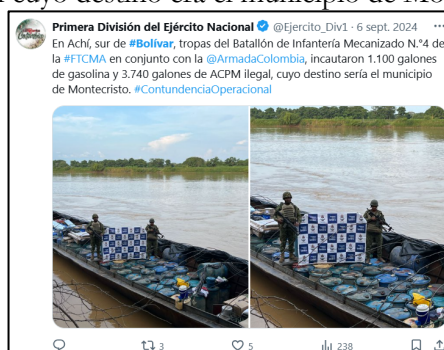 Primera División del Ejército Nacional @Ejercito_Div1 · 6 sept. 2024 ···
En Achí, sur de #Bolívar, tropas del Batallón de Infantería Mecanizado N.°4 de
la #FTCMA en conjunto con la @ArmadaColombia, incautaron 1.100 galones
de gasolina y 3.740 galones de ACPM ilegal, cuyo destino sería el municipio
de Montecristo. #ContundenciaOperacional
3 5 238